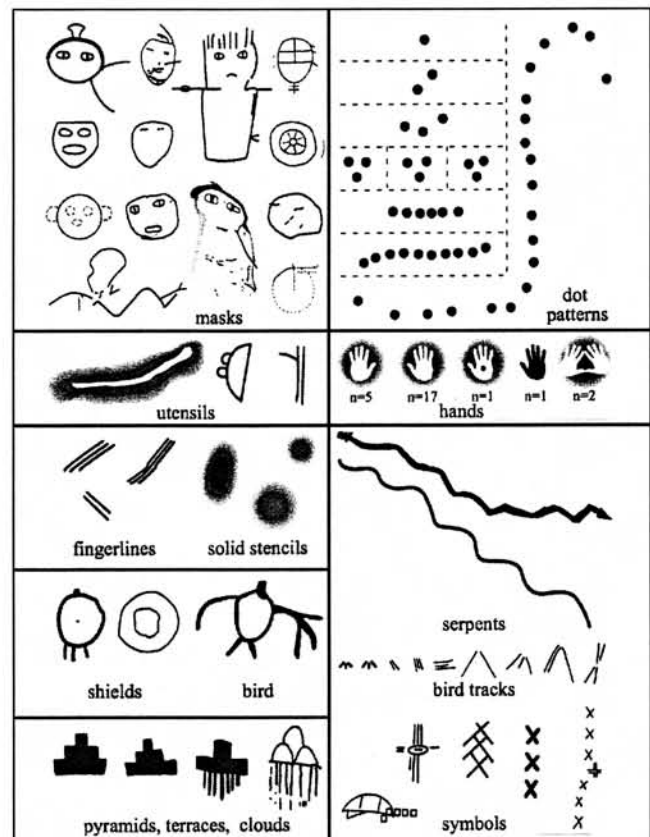 masks
dot
patterns
utensils
n=5 n=17 n=1 n=1 n=2
hands
fingerlines solid stencils
serpents
shields bird
bird tracks
pyramids, terraces, clouds
symbols